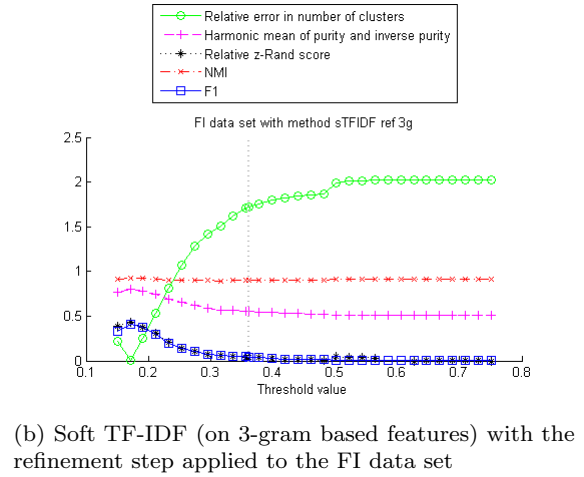 Relative error in number of clusters
Harmonic mean of purity and inverse purity
Relative z-Rand score
NMI
F1
FI data set with method sTFIDF ref 3g
2.5
2
1.5
1
0.5
0
0.1 0.2 0.3 0.4 0.5 0.6 0.7 0.8
Threshold value
(b) Soft TF-IDF (on 3-gram based features) with the
refinement step applied to the FI data set